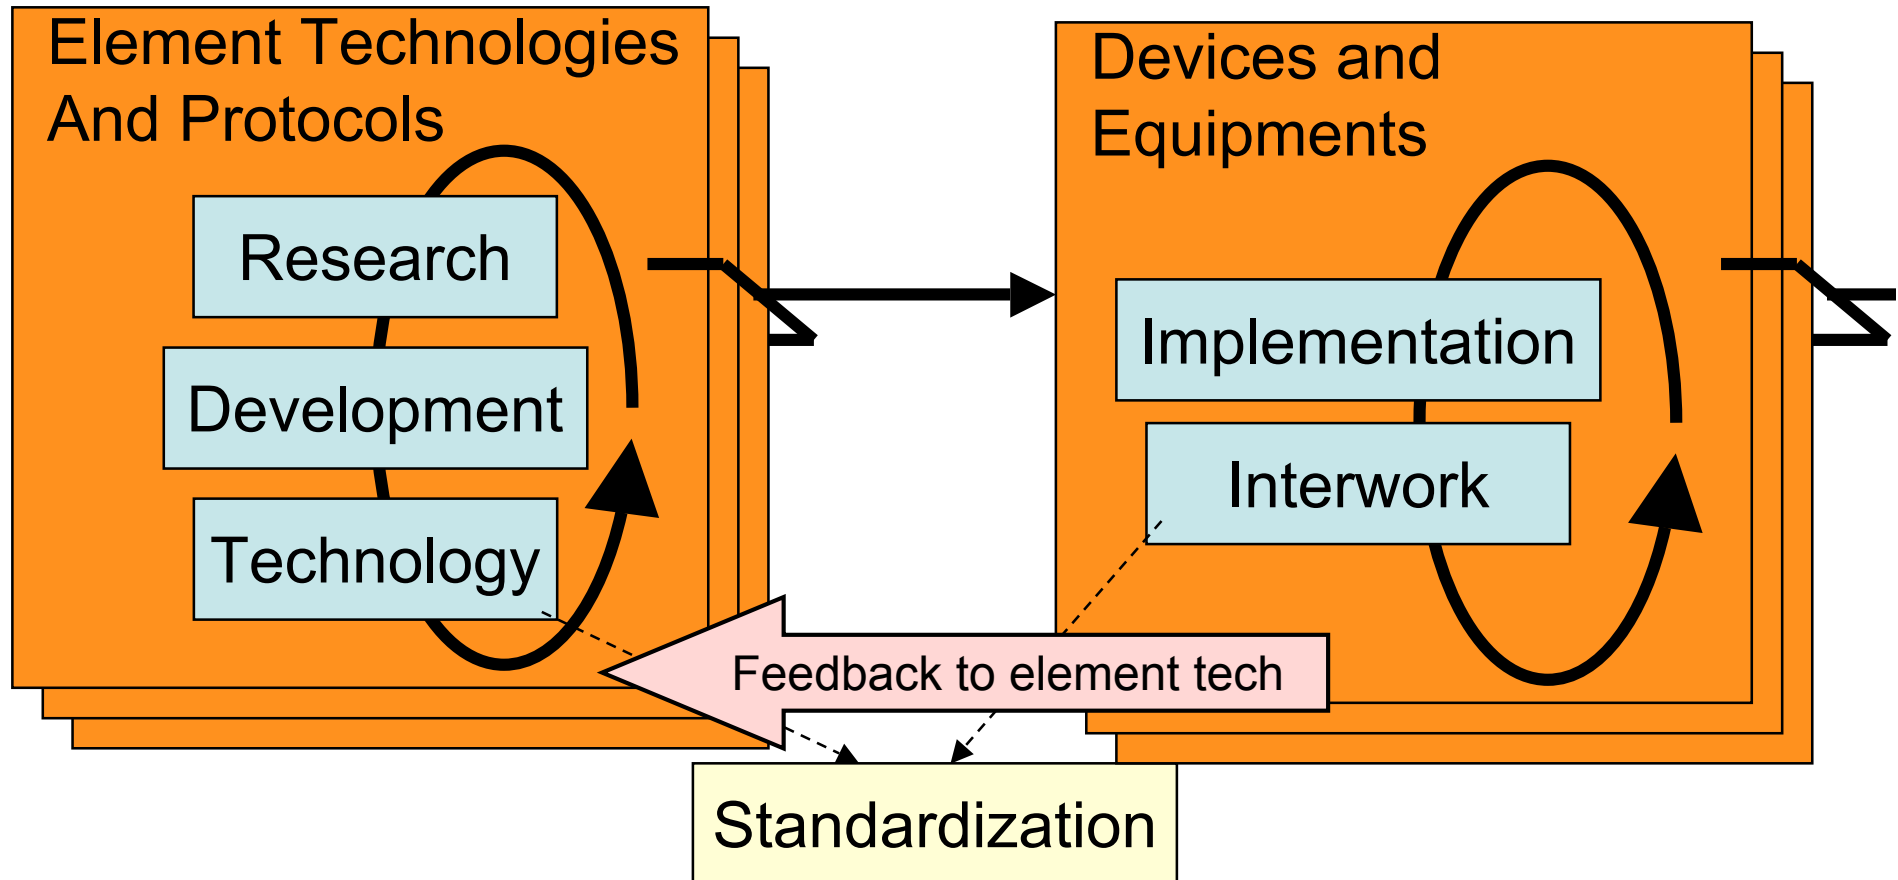 Element Technologies
And Protocols
Research
Development
Technology
Devices and
Equipments
Implementation
Interwork
Feedback to element tech
Standardization